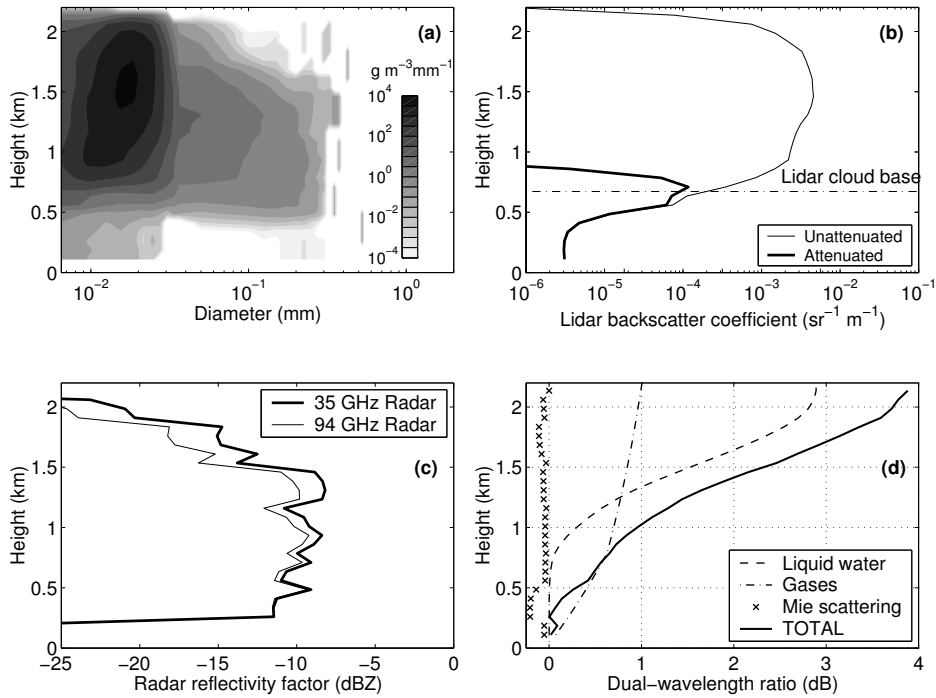 (a)
g m⁻³mm⁻¹
10⁴
10²
10⁰
10⁻²
10⁻⁴
2
1.5
1
0.5
0
Height (km)
10⁻² 10⁻¹ 10⁰
Diameter (mm)
(b)
Lidar cloud base
Unattenuated
Attenuated
2
1.5
1
0.5
0
Height (km)
10⁻⁶ 10⁻⁵ 10⁻⁴ 10⁻³ 10⁻² 10⁻¹
Lidar backscatter coefficient (sr⁻¹ m⁻¹)
35 GHz Radar
94 GHz Radar
(c)
2
1.5
1
0.5
0
Height (km)
−25 −20 −15 −10 −5 0
Radar reflectivity factor (dBZ)
(d)
Liquid water
Gases
Mie scattering
TOTAL
2
1.5
1
0.5
0
Height (km)
0 1 2 3 4
Dual−wavelength ratio (dB)